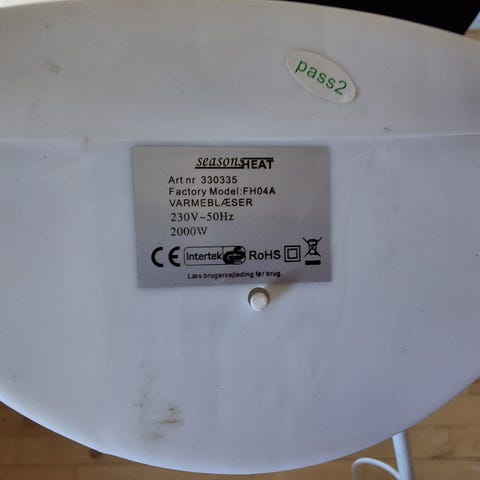 pass2
seasonsHEAT
Art nr 330335
Factory Model:FH04A
VARMEBLÆSER
230V~50Hz
2000W
CE Intertek GS RoHS
Læs brugervejleding før brug.